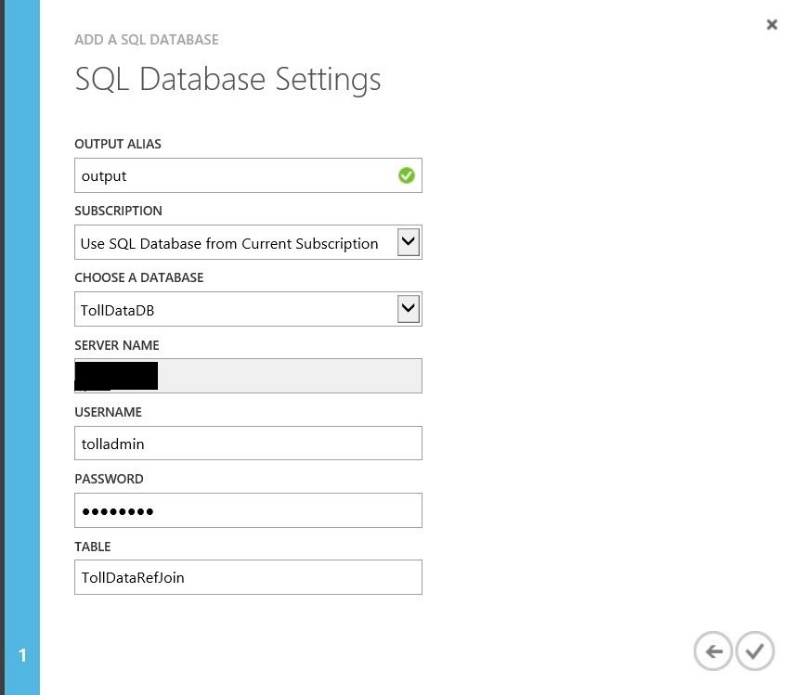 ADD A SQL DATABASE
SQL Database Settings
OUTPUT ALIAS
output
SUBSCRIPTION
Use SQL Database from Current Subscription
CHOOSE A DATABASE
TollDataDB
SERVER NAME
USERNAME
tolladmin
PASSWORD
••••••••
TABLE
TollDataRefJoin
1